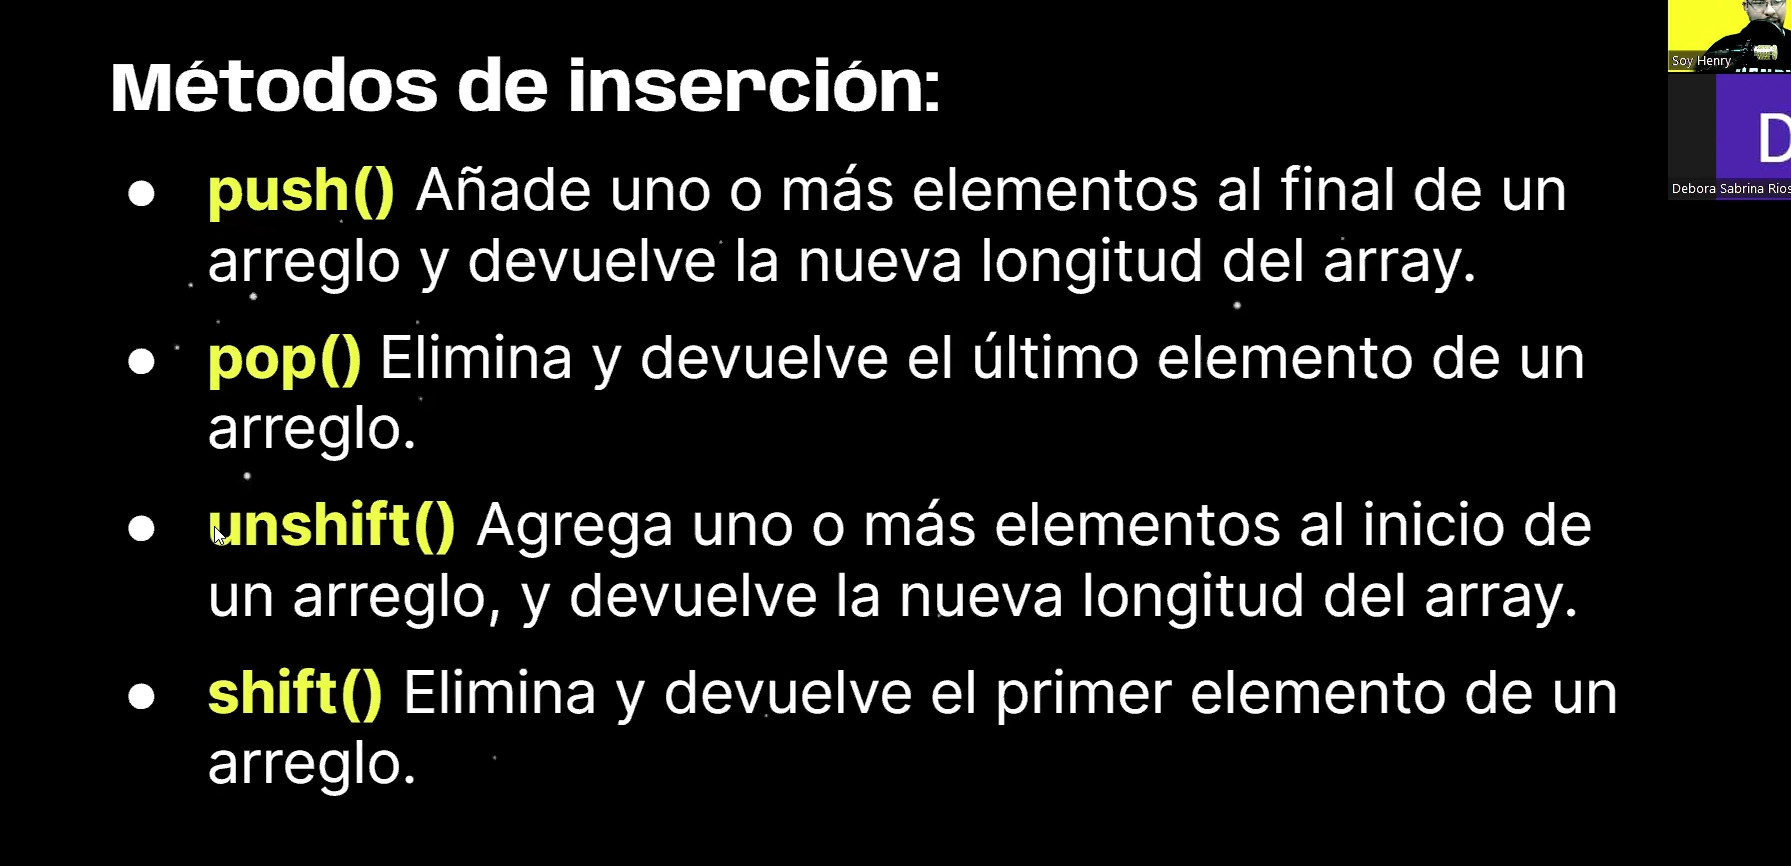 Métodos de inserción:
● push() Añade uno o más elementos al final de un
arreglo y devuelve la nueva longitud del array.
● pop() Elimina y devuelve el último elemento de un
arreglo.
● unshift() Agrega uno o más elementos al inicio de
un arreglo, y devuelve la nueva longitud del array.
● shift() Elimina y devuelve el primer elemento de un
arreglo.
Soy Henry
D
Debora Sabrina Rios